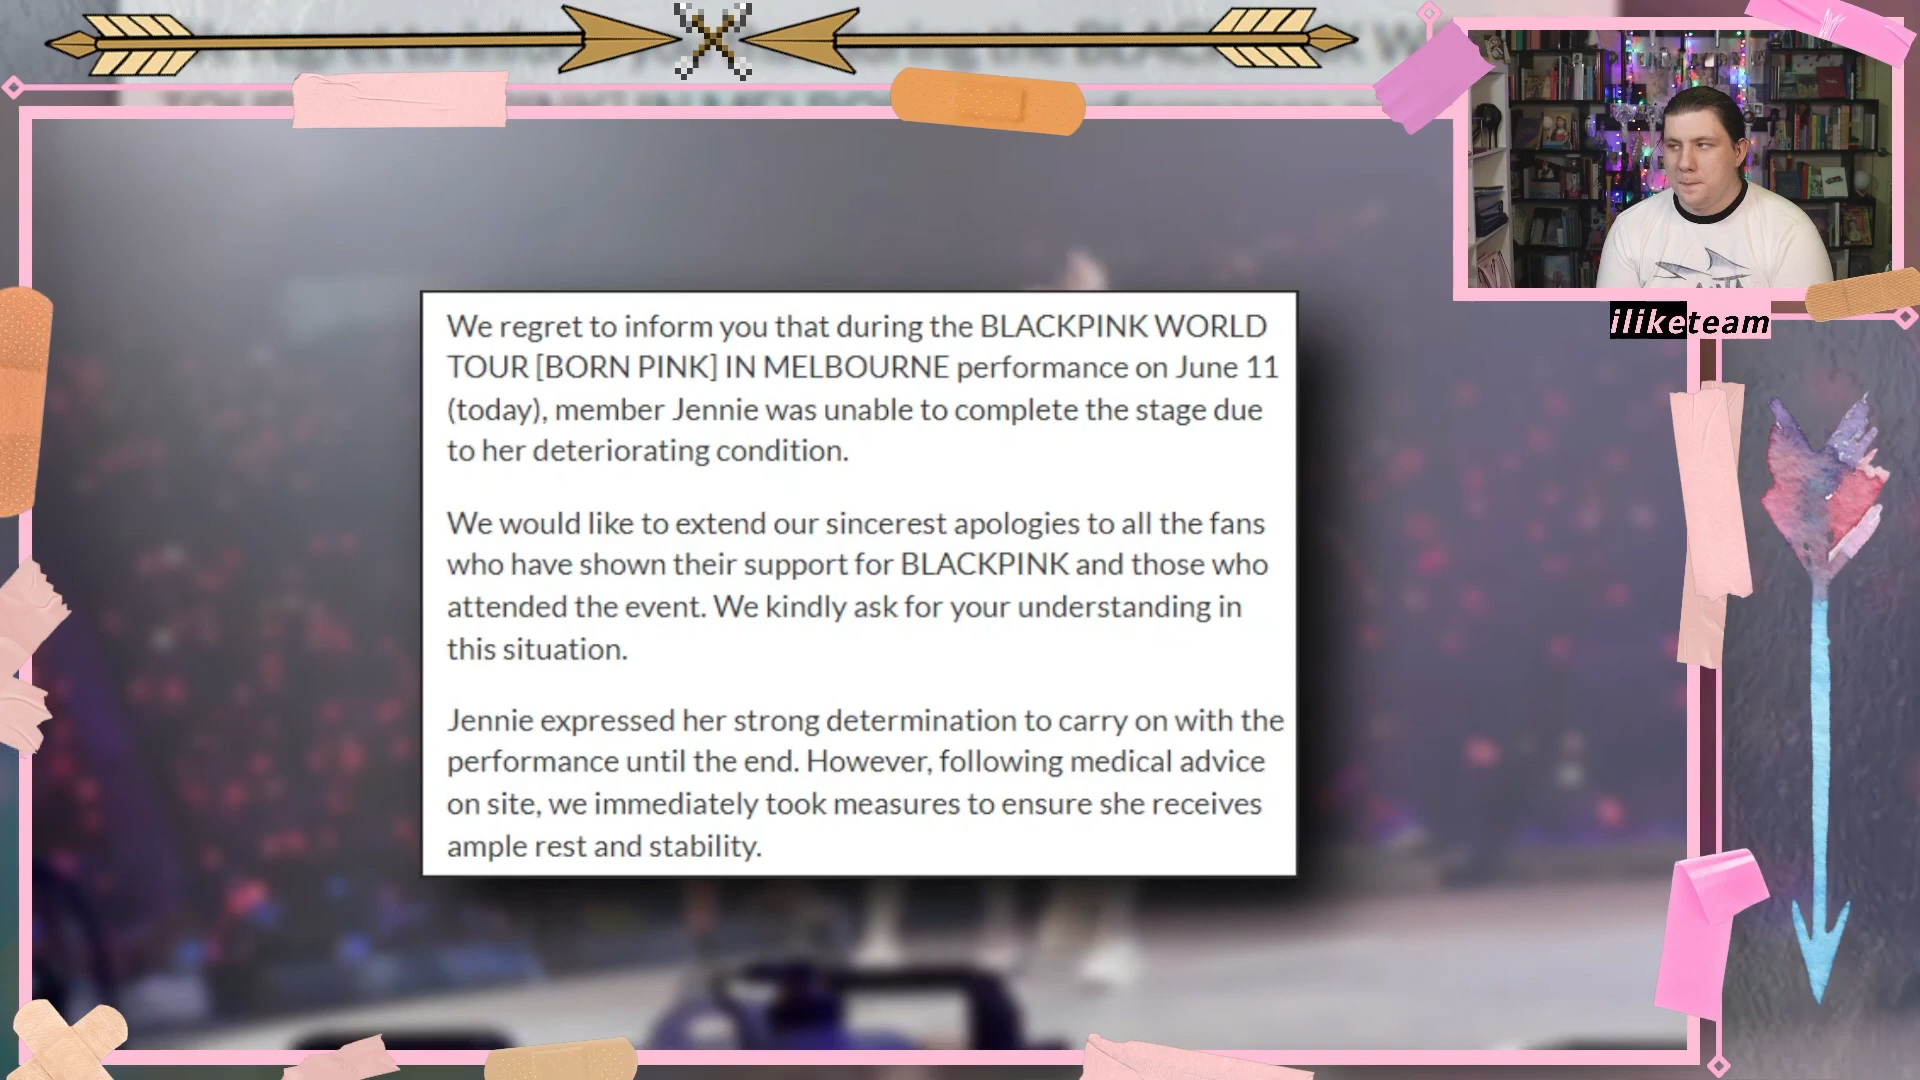 iliketeam
We regret to inform you that during the BLACKPINK WORLD
TOUR [BORN PINK] IN MELBOURNE performance on June 11
(today), member Jennie was unable to complete the stage due
to her deteriorating condition.
We would like to extend our sincerest apologies to all the fans
who have shown their support for BLACKPINK and those who
attended the event. We kindly ask for your understanding in
this situation.
Jennie expressed her strong determination to carry on with the
performance until the end. However, following medical advice
on site, we immediately took measures to ensure she receives
ample rest and stability.